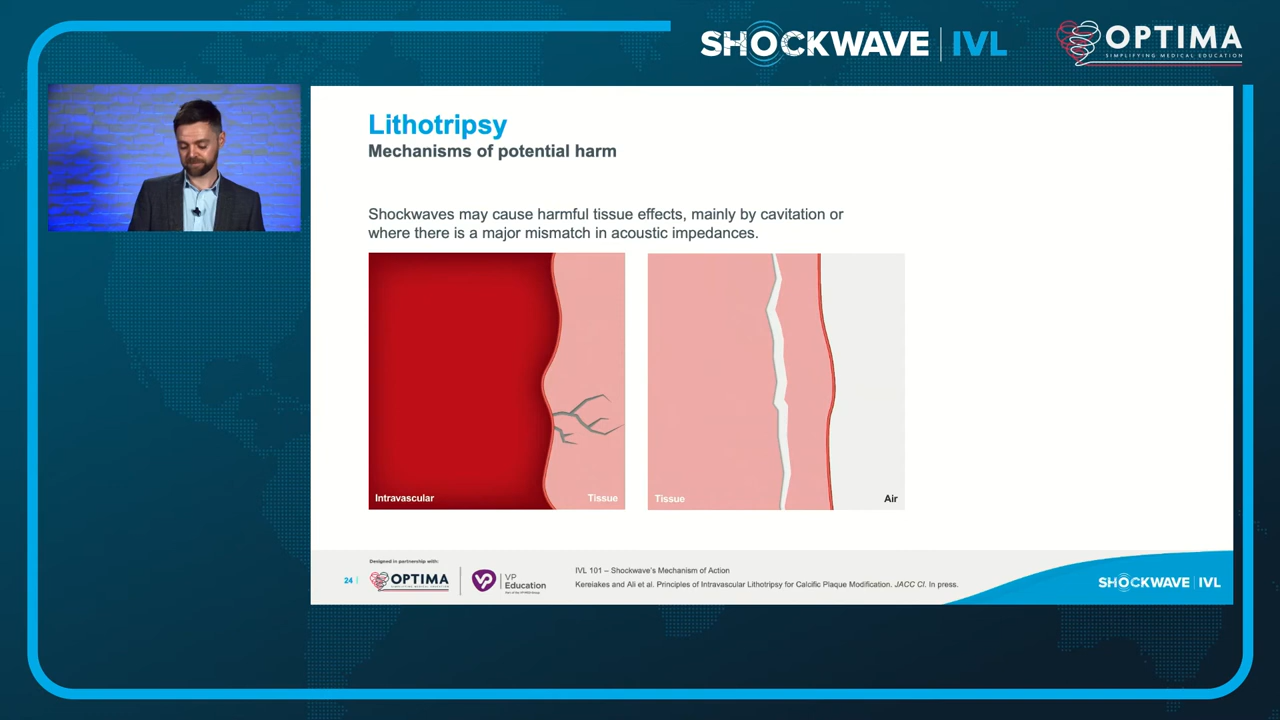 SHOCKWAVE | IVL
OPTIMA
SIMPLIFYING MEDICAL EDUCATION
Lithotripsy
Mechanisms of potential harm
Shockwaves may cause harmful tissue effects, mainly by cavitation or
where there is a major mismatch in acoustic impedances.
Intravascular
Tissue
Tissue
Air
24
Designed in partnership with:
OPTIMA
VP
Education
IVL 101 – Shockwave's Mechanism of Action
Kereiakes and Ali et al. Principles of Intravascular Lithotripsy for Calcific Plaque Modification. JACC CI. In press.
SHOCKWAVE | IVL